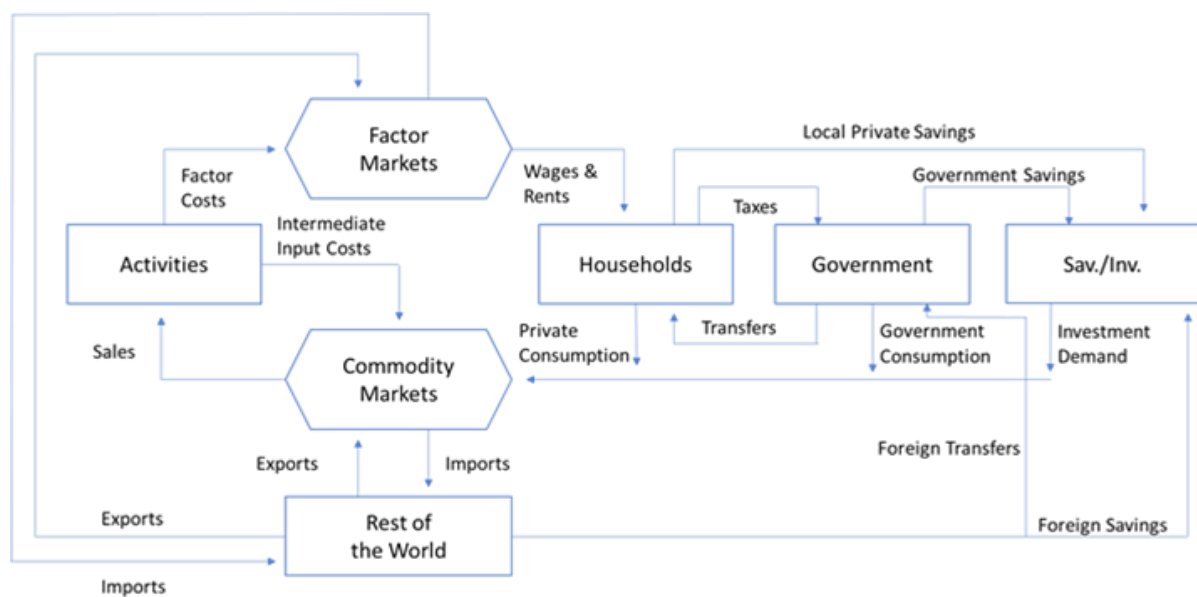 Local Private Savings
Factor
Markets
Factor
Costs
Wages &
Rents
Government Savings
Taxes
Intermediate
Input Costs
Activities
Households
Government
Sav./Inv.
Sales
Private
Consumption
Transfers
Government
Consumption
Investment
Demand
Commodity
Markets
Exports
Imports
Foreign Transfers
Exports
Rest of
the World
Foreign Savings
Imports